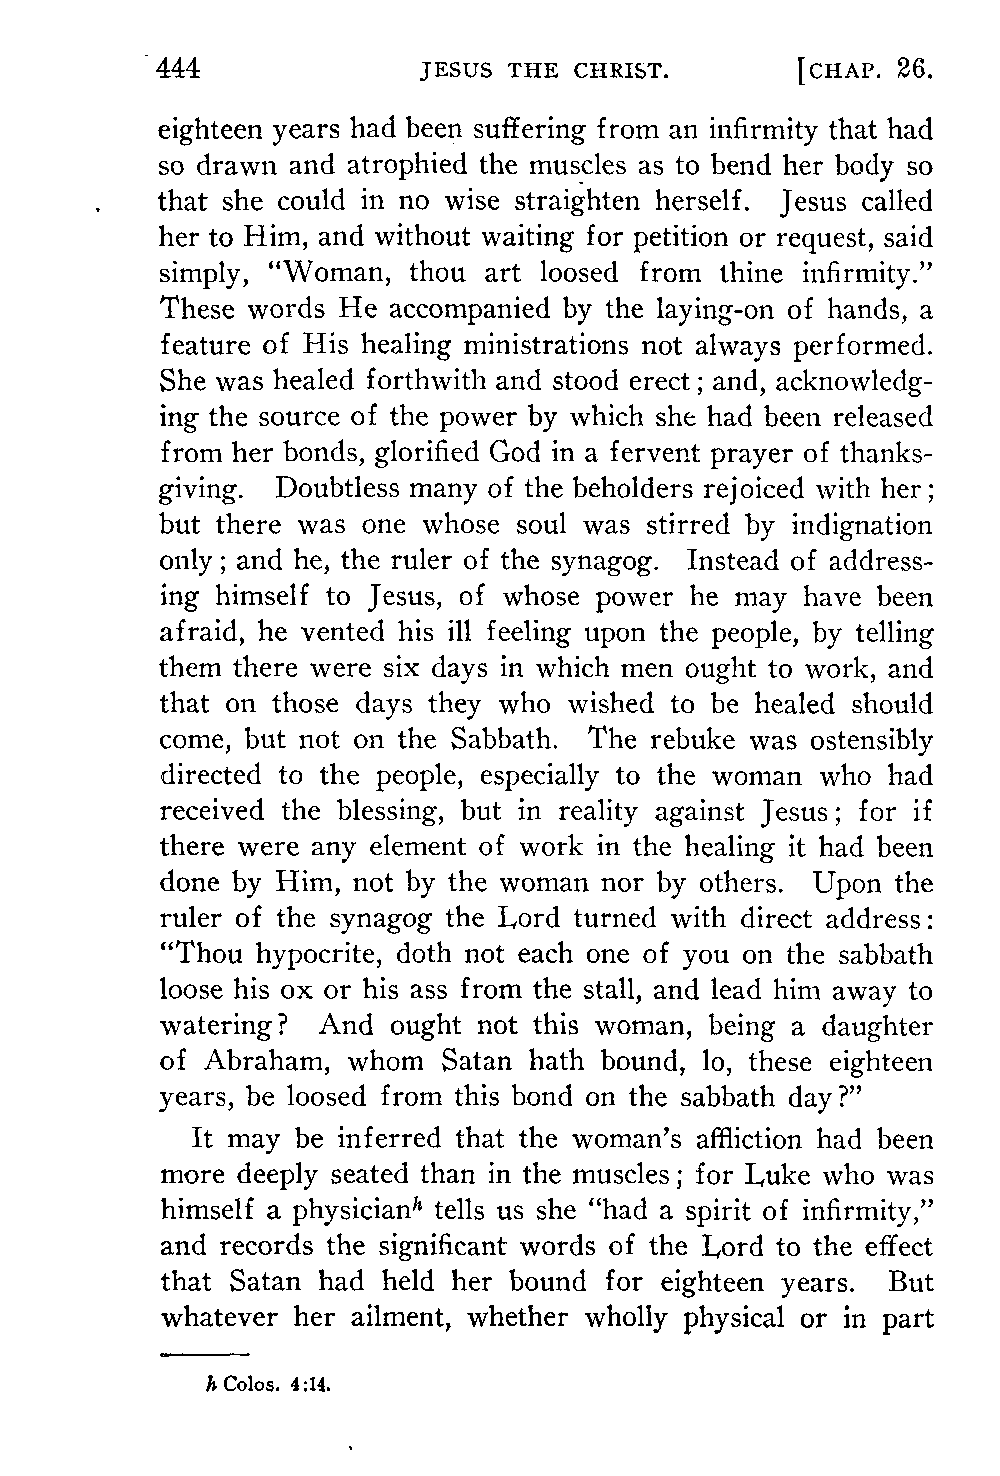 444 JESUS THE CHRIST. [CHAP. 26.
eighteen years had been suffering from an infirmity that had
so drawn and atrophied the muscles as to bend her body so
that she could in no wise straighten herself. Jesus called
her to Him, and without waiting for petition or request, said
simply, “Woman, thou art loosed from thine infirmity.”
These words He accompanied by the laying-on of hands, a
feature of His healing ministrations not always performed.
She was healed forthwith and stood erect; and, acknowledg-
ing the source of the power by which she had been released
from her bonds, glorified God in a fervent prayer of thanks-
giving. Doubtless many of the beholders rejoiced with her;
but there was one whose soul was stirred by indignation
only; and he, the ruler of the synagog. Instead of address-
ing himself to Jesus, of whose power he may have been
afraid, he vented his ill feeling upon the people, by telling
them there were six days in which men ought to work, and
that on those days they who wished to be healed should
come, but not on the Sabbath. The rebuke was ostensibly
directed to the people, especially to the woman who had
received the blessing, but in reality against Jesus; for if
there were any element of work in the healing it had been
done by Him, not by the woman nor by others. Upon the
ruler of the synagog the Lord turned with direct address:
“Thou hypocrite, doth not each one of you on the sabbath
loose his ox or his ass from the stall, and lead him away to
watering? And ought not this woman, being a daughter
of Abraham, whom Satan hath bound, lo, these eighteen
years, be loosed from this bond on the sabbath day?”
It may be inferred that the woman’s affliction had been
more deeply seated than in the muscles; for Luke who was
himself a physicianʰ tells us she “had a spirit of infirmity,”
and records the significant words of the Lord to the effect
that Satan had held her bound for eighteen years. But
whatever her ailment, whether wholly physical or in part
h Colos. 4:14.